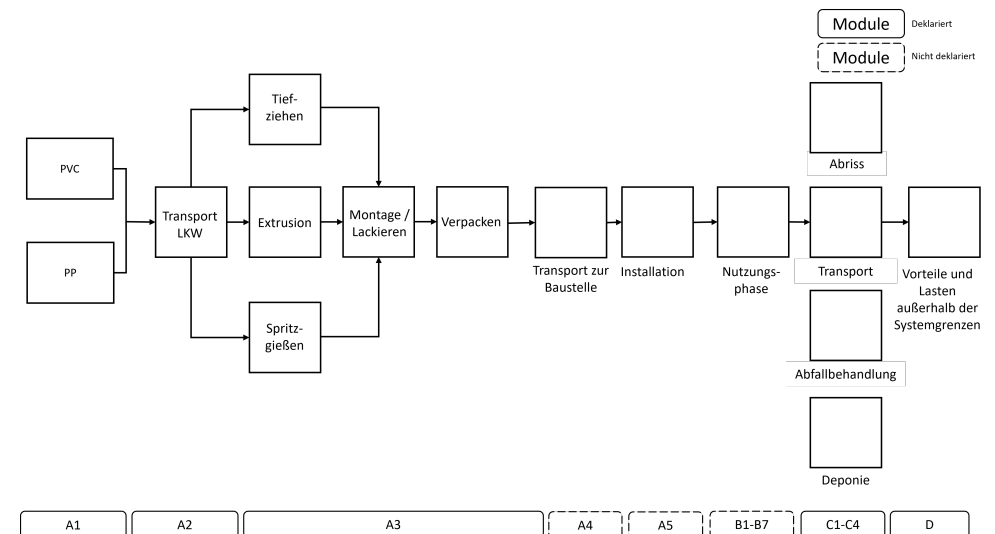 Module
Deklariert
Module
Nicht deklariert
Tief-
ziehen
Abriss
PVC
Transport
LKW
Extrusion
Montage /
Lackieren
Verpacken
PP
Transport zur
Baustelle
Installation
Nutzungs-
phase
Transport
Vorteile und
Lasten
außerhalb der
Systemgrenzen
Spritz-
gießen
Abfallbehandlung
Deponie
A1
A2
A3
A4
A5
B1-B7
C1-C4
D